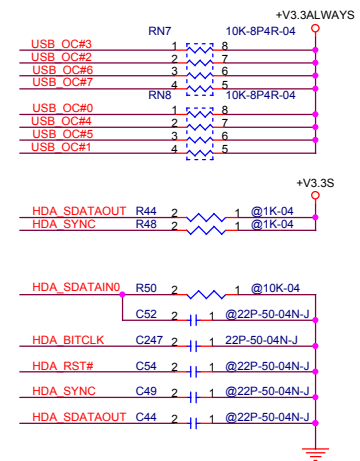 +V3.3ALWAYS
RN7 10K-8P4R-04
USB_OC#3 1 8
USB_OC#2 2 7
USB_OC#6 3 6
USB_OC#7 4 5
RN8 10K-8P4R-04
USB_OC#0 1 8
USB_OC#4 2 7
USB_OC#5 3 6
USB_OC#1 4 5
+V3.3S
HDA_SDATAOUT R44 2 1 @1K-04
HDA_SYNC R48 2 1 @1K-04
HDA_SDATAIN0 R50 2 1 @10K-04
C52 2 1 @22P-50-04N-J
HDA_BITCLK C247 2 1 22P-50-04N-J
HDA_RST# C54 2 1 @22P-50-04N-J
HDA_SYNC C49 2 1 @22P-50-04N-J
HDA_SDATAOUT C44 2 1 @22P-50-04N-J